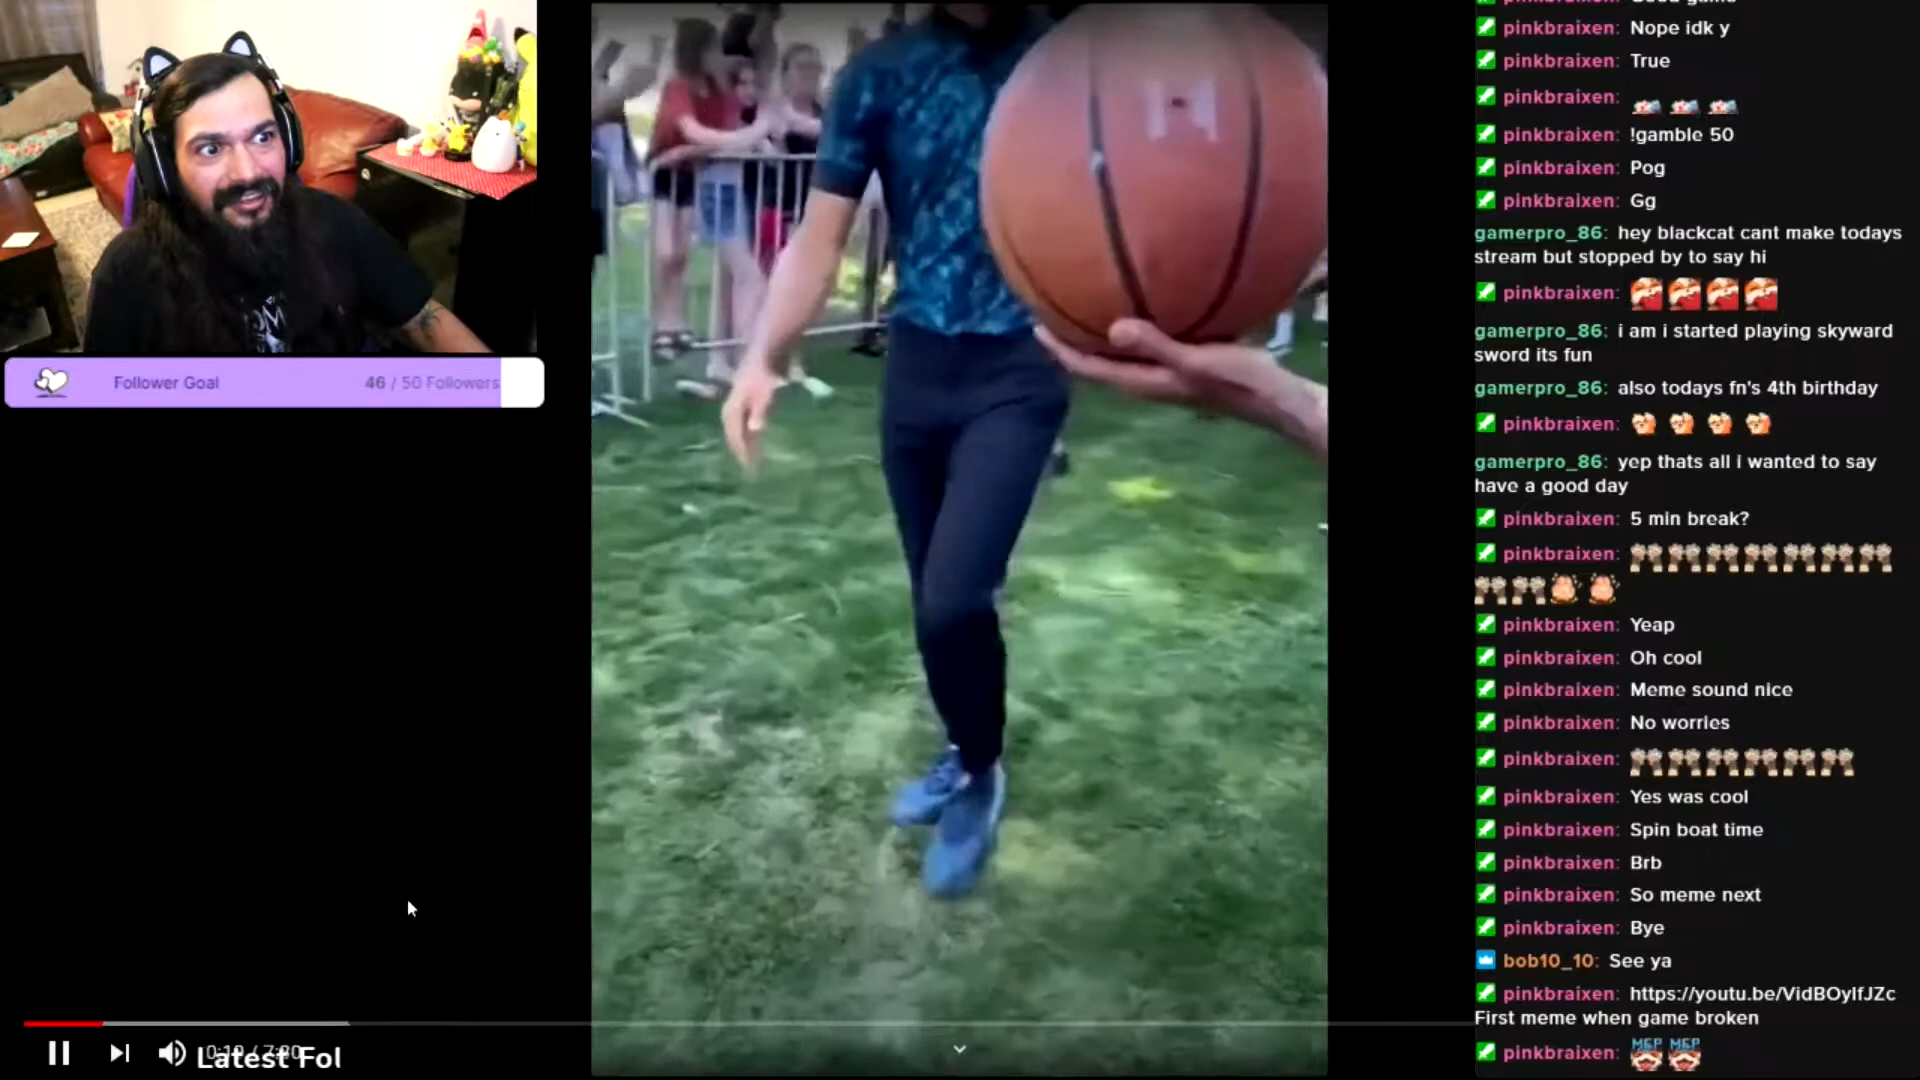 Good game
pinkbraixen: Nope idk y
pinkbraixen: True
pinkbraixen:
pinkbraixen: !gamble 50
pinkbraixen: Pog
pinkbraixen: Gg
gamerpro_86: hey blackcat cant make todays
stream but stopped by to say hi
pinkbraixen:
gamerpro_86: i am i started playing skyward
sword its fun
gamerpro_86: also todays fn's 4th birthday
pinkbraixen:
gamerpro_86: yep thats all i wanted to say
have a good day
pinkbraixen: 5 min break?
pinkbraixen:
pinkbraixen: Yeap
pinkbraixen: Oh cool
pinkbraixen: Meme sound nice
pinkbraixen: No worries
pinkbraixen:
pinkbraixen: Yes was cool
pinkbraixen: Spin boat time
pinkbraixen: Brb
pinkbraixen: So meme next
pinkbraixen: Bye
bob10_10: See ya
pinkbraixen: https://youtu.be/VidBOyIfJZc
First meme when game broken
pinkbraixen:
Follower Goal 46 / 50 Followers
Latest Fol